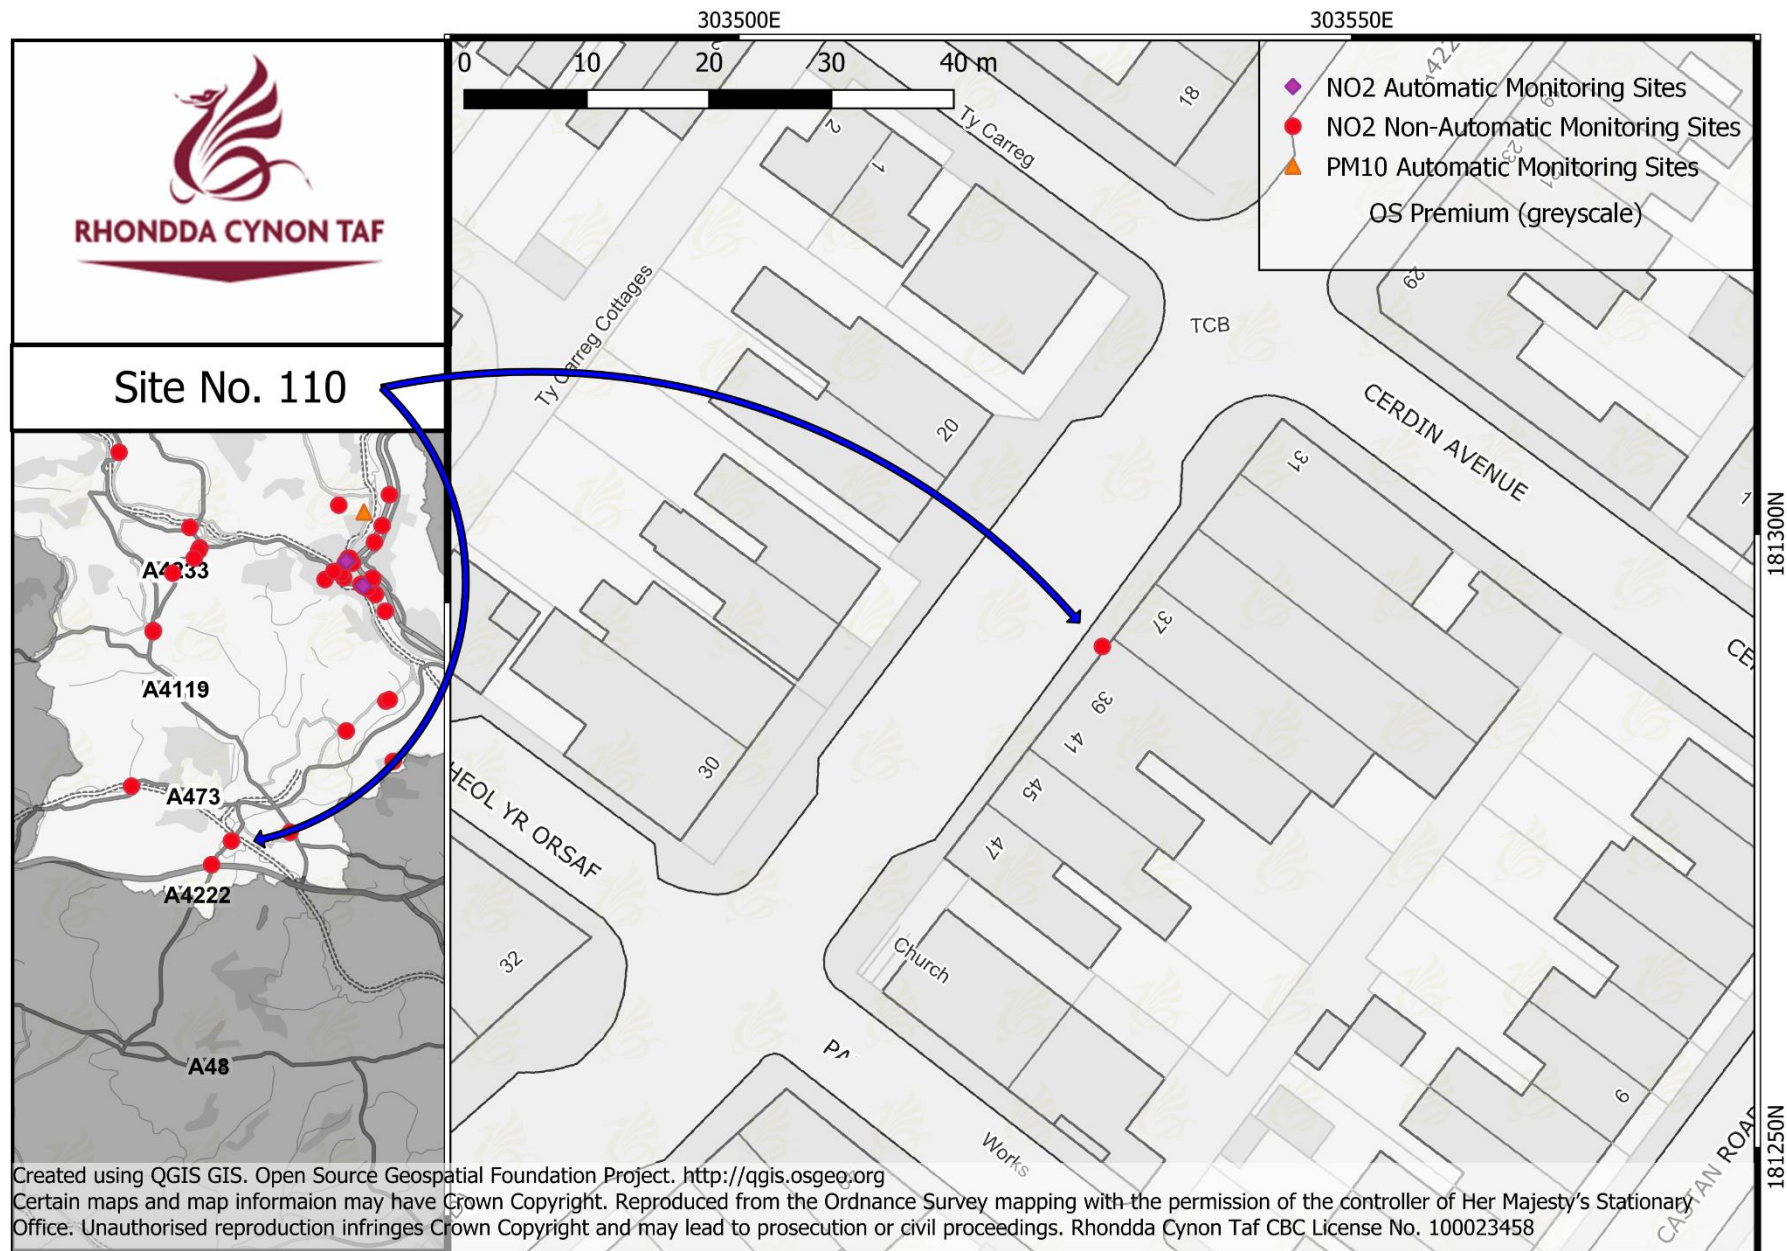 303500E
303550E
RHONDDA CYNON TAF
Site No. 110
0 10 20 30 40 m
NO2 Automatic Monitoring Sites
NO2 Non-Automatic Monitoring Sites
PM10 Automatic Monitoring Sites
OS Premium (greyscale)
A4233
A4119
A473
A4222
A48
2
1
18
Ty Carreg
23
21
29
TCB
Ty Carreg Cottages
20
CERDIN AVENUE
31
1
181300N
37
39
41
45
47
30
HEOL YR ORSAF
32
Church
PA
Works
9
181250N
Created using QGIS GIS. Open Source Geospatial Foundation Project. http://qgis.osgeo.org
Certain maps and map informaion may have Crown Copyright. Reproduced from the Ordnance Survey mapping with the permission of the controller of Her Majesty's Stationary
Office. Unauthorised reproduction infringes Crown Copyright and may lead to prosecution or civil proceedings. Rhondda Cynon Taf CBC License No. 100023458